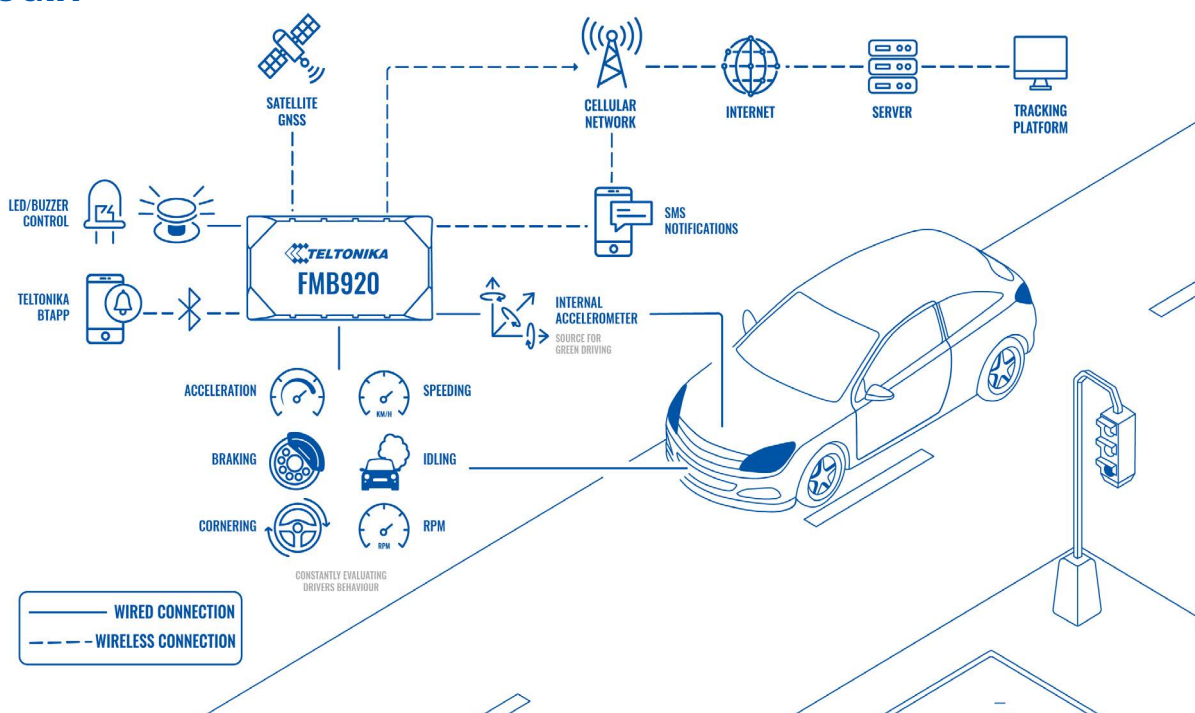 SATELLITE
GNSS
CELLULAR
NETWORK
INTERNET
SERVER
TRACKING
PLATFORM
LED/BUZZER
CONTROL
SMS
NOTIFICATIONS
TELTONIKA
FMB920
TELTONIKA
BTAPP
INTERNAL
ACCELEROMETER
SOURCE FOR
GREEN DRIVING
ACCELERATION
KM/H
SPEEDING
BRAKING
IDLING
CORNERING
RPM
RPM
CONSTANTLY EVALUATING
DRIVERS BEHAVIOUR
WIRED CONNECTION
WIRELESS CONNECTION